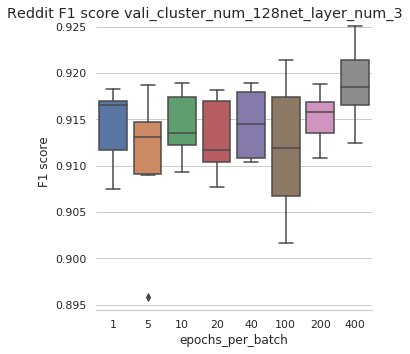 Reddit F1 score vali_cluster_num_128net_layer_num_3
0.925
0.920
0.915
0.910
0.905
0.900
0.895
F1 score
1 5 10 20 40 100 200 400
epochs_per_batch